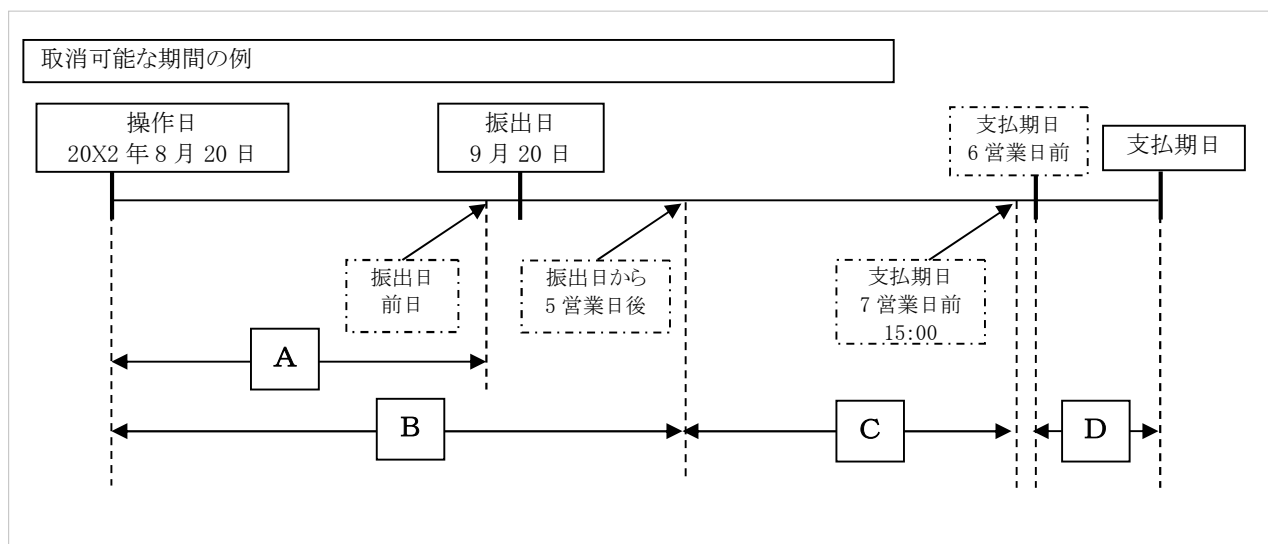 取消可能な期間の例
操作日
20X2 年 8 月 20 日
振出日
9 月 20 日
支払期日
6 営業日前
支払期日
振出日
前日
振出日から
5 営業日後
支払期日
7 営業日前
15:00
A
B
C
D